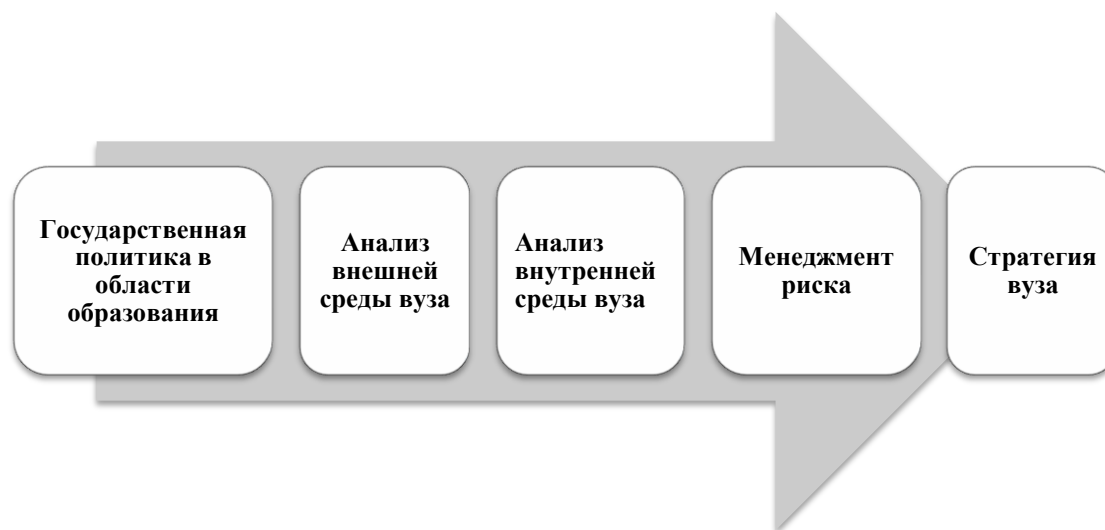 Государственная
политика в
области
образования
Анализ
внешней
среды вуза
Анализ
внутренней
среды вуза
Менеджмент
риска
Стратегия
вуза